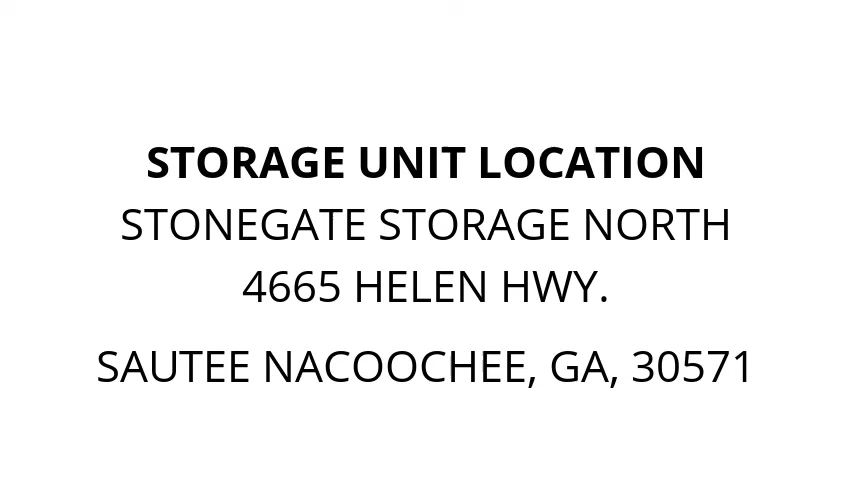 STORAGE UNIT LOCATION
STONEGATE STORAGE NORTH
4665 HELEN HWY.
SAUTEE NACOOCHEE, GA, 30571